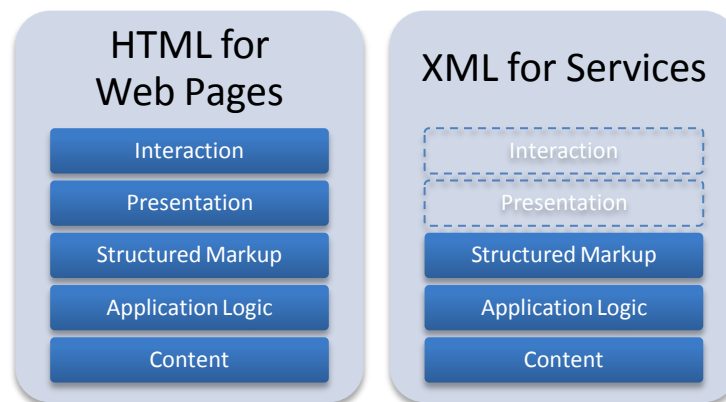 HTML for
Web Pages
Interaction
Presentation
Structured Markup
Application Logic
Content
XML for Services
Interaction
Presentation
Structured Markup
Application Logic
Content